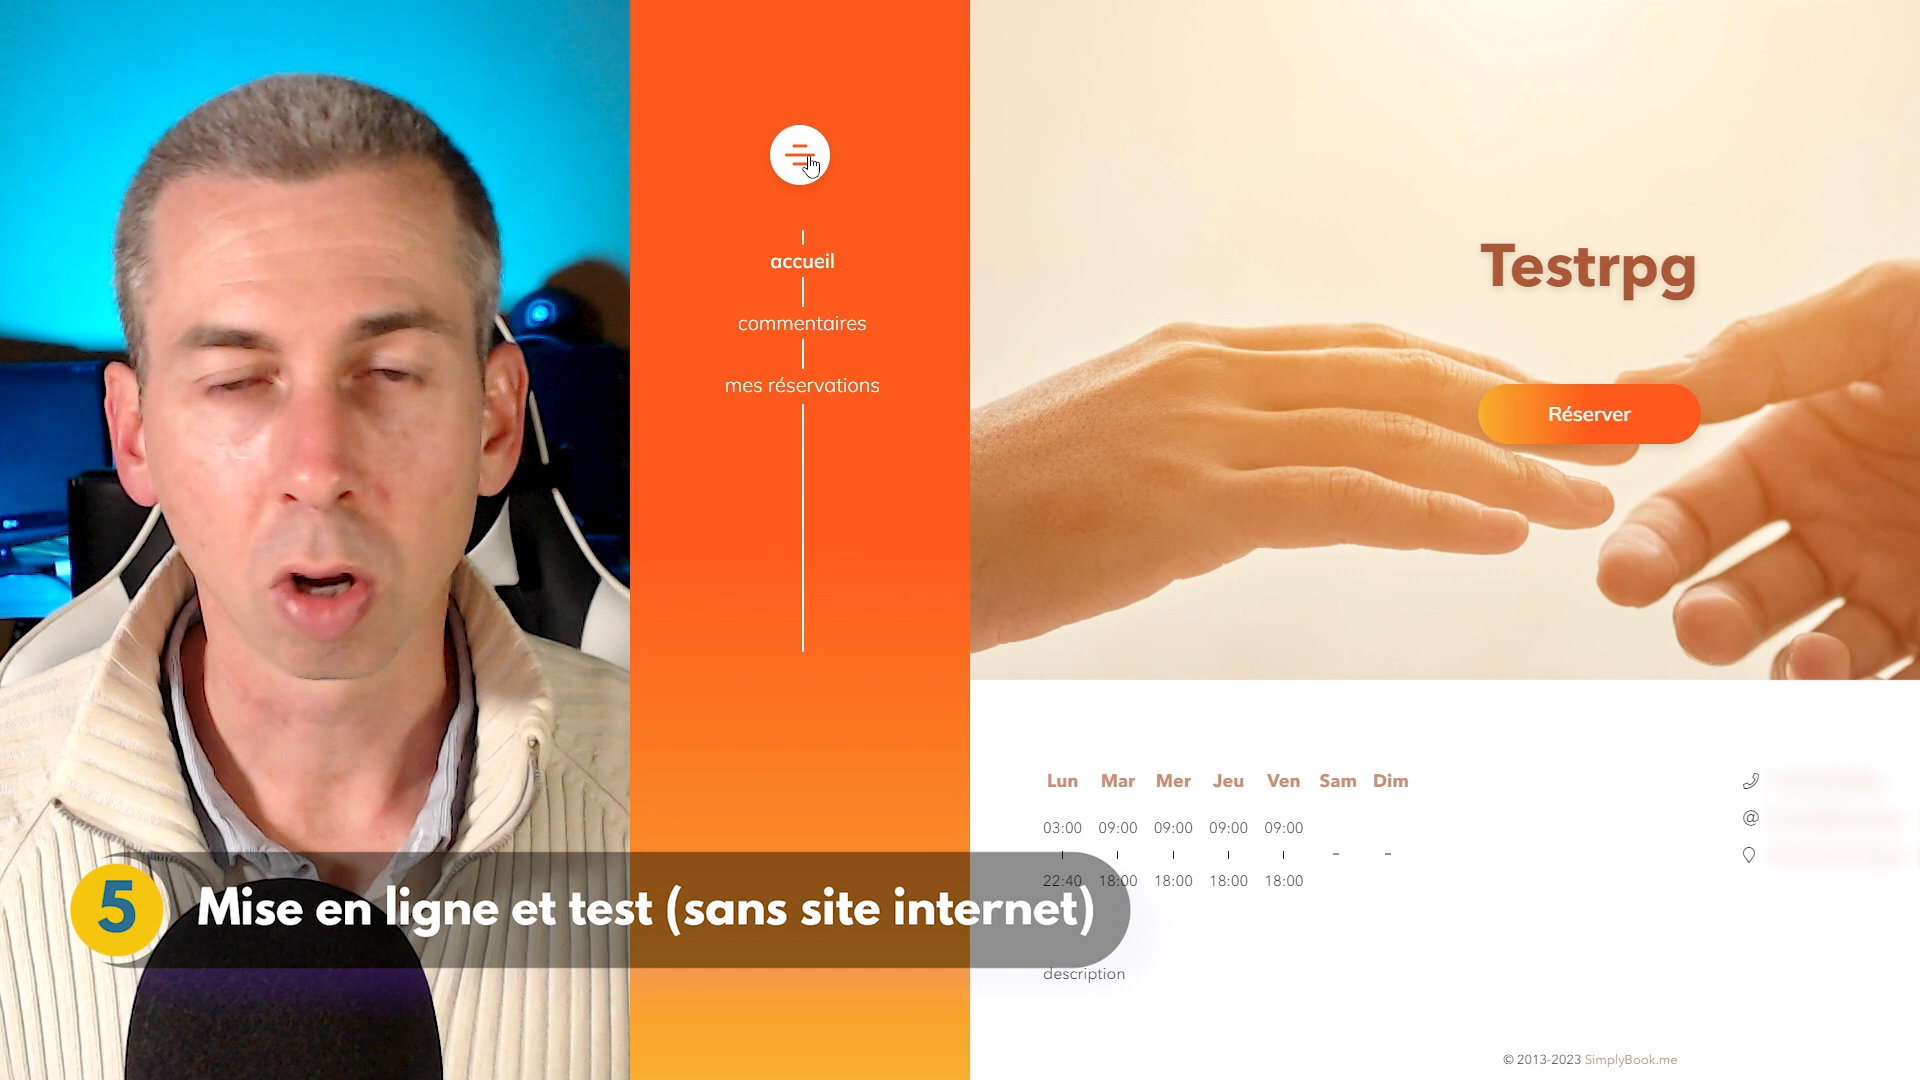 accueil
commentaires
mes réservations
Testrpg
Réserver
Lun Mar Mer Jeu Ven Sam Dim
03:00 09:00 09:00 09:00 09:00
- -
22:40 18:00 18:00 18:00 18:00
5 Mise en ligne et test (sans site internet)
description
© 2013-2023 SimplyBook.me